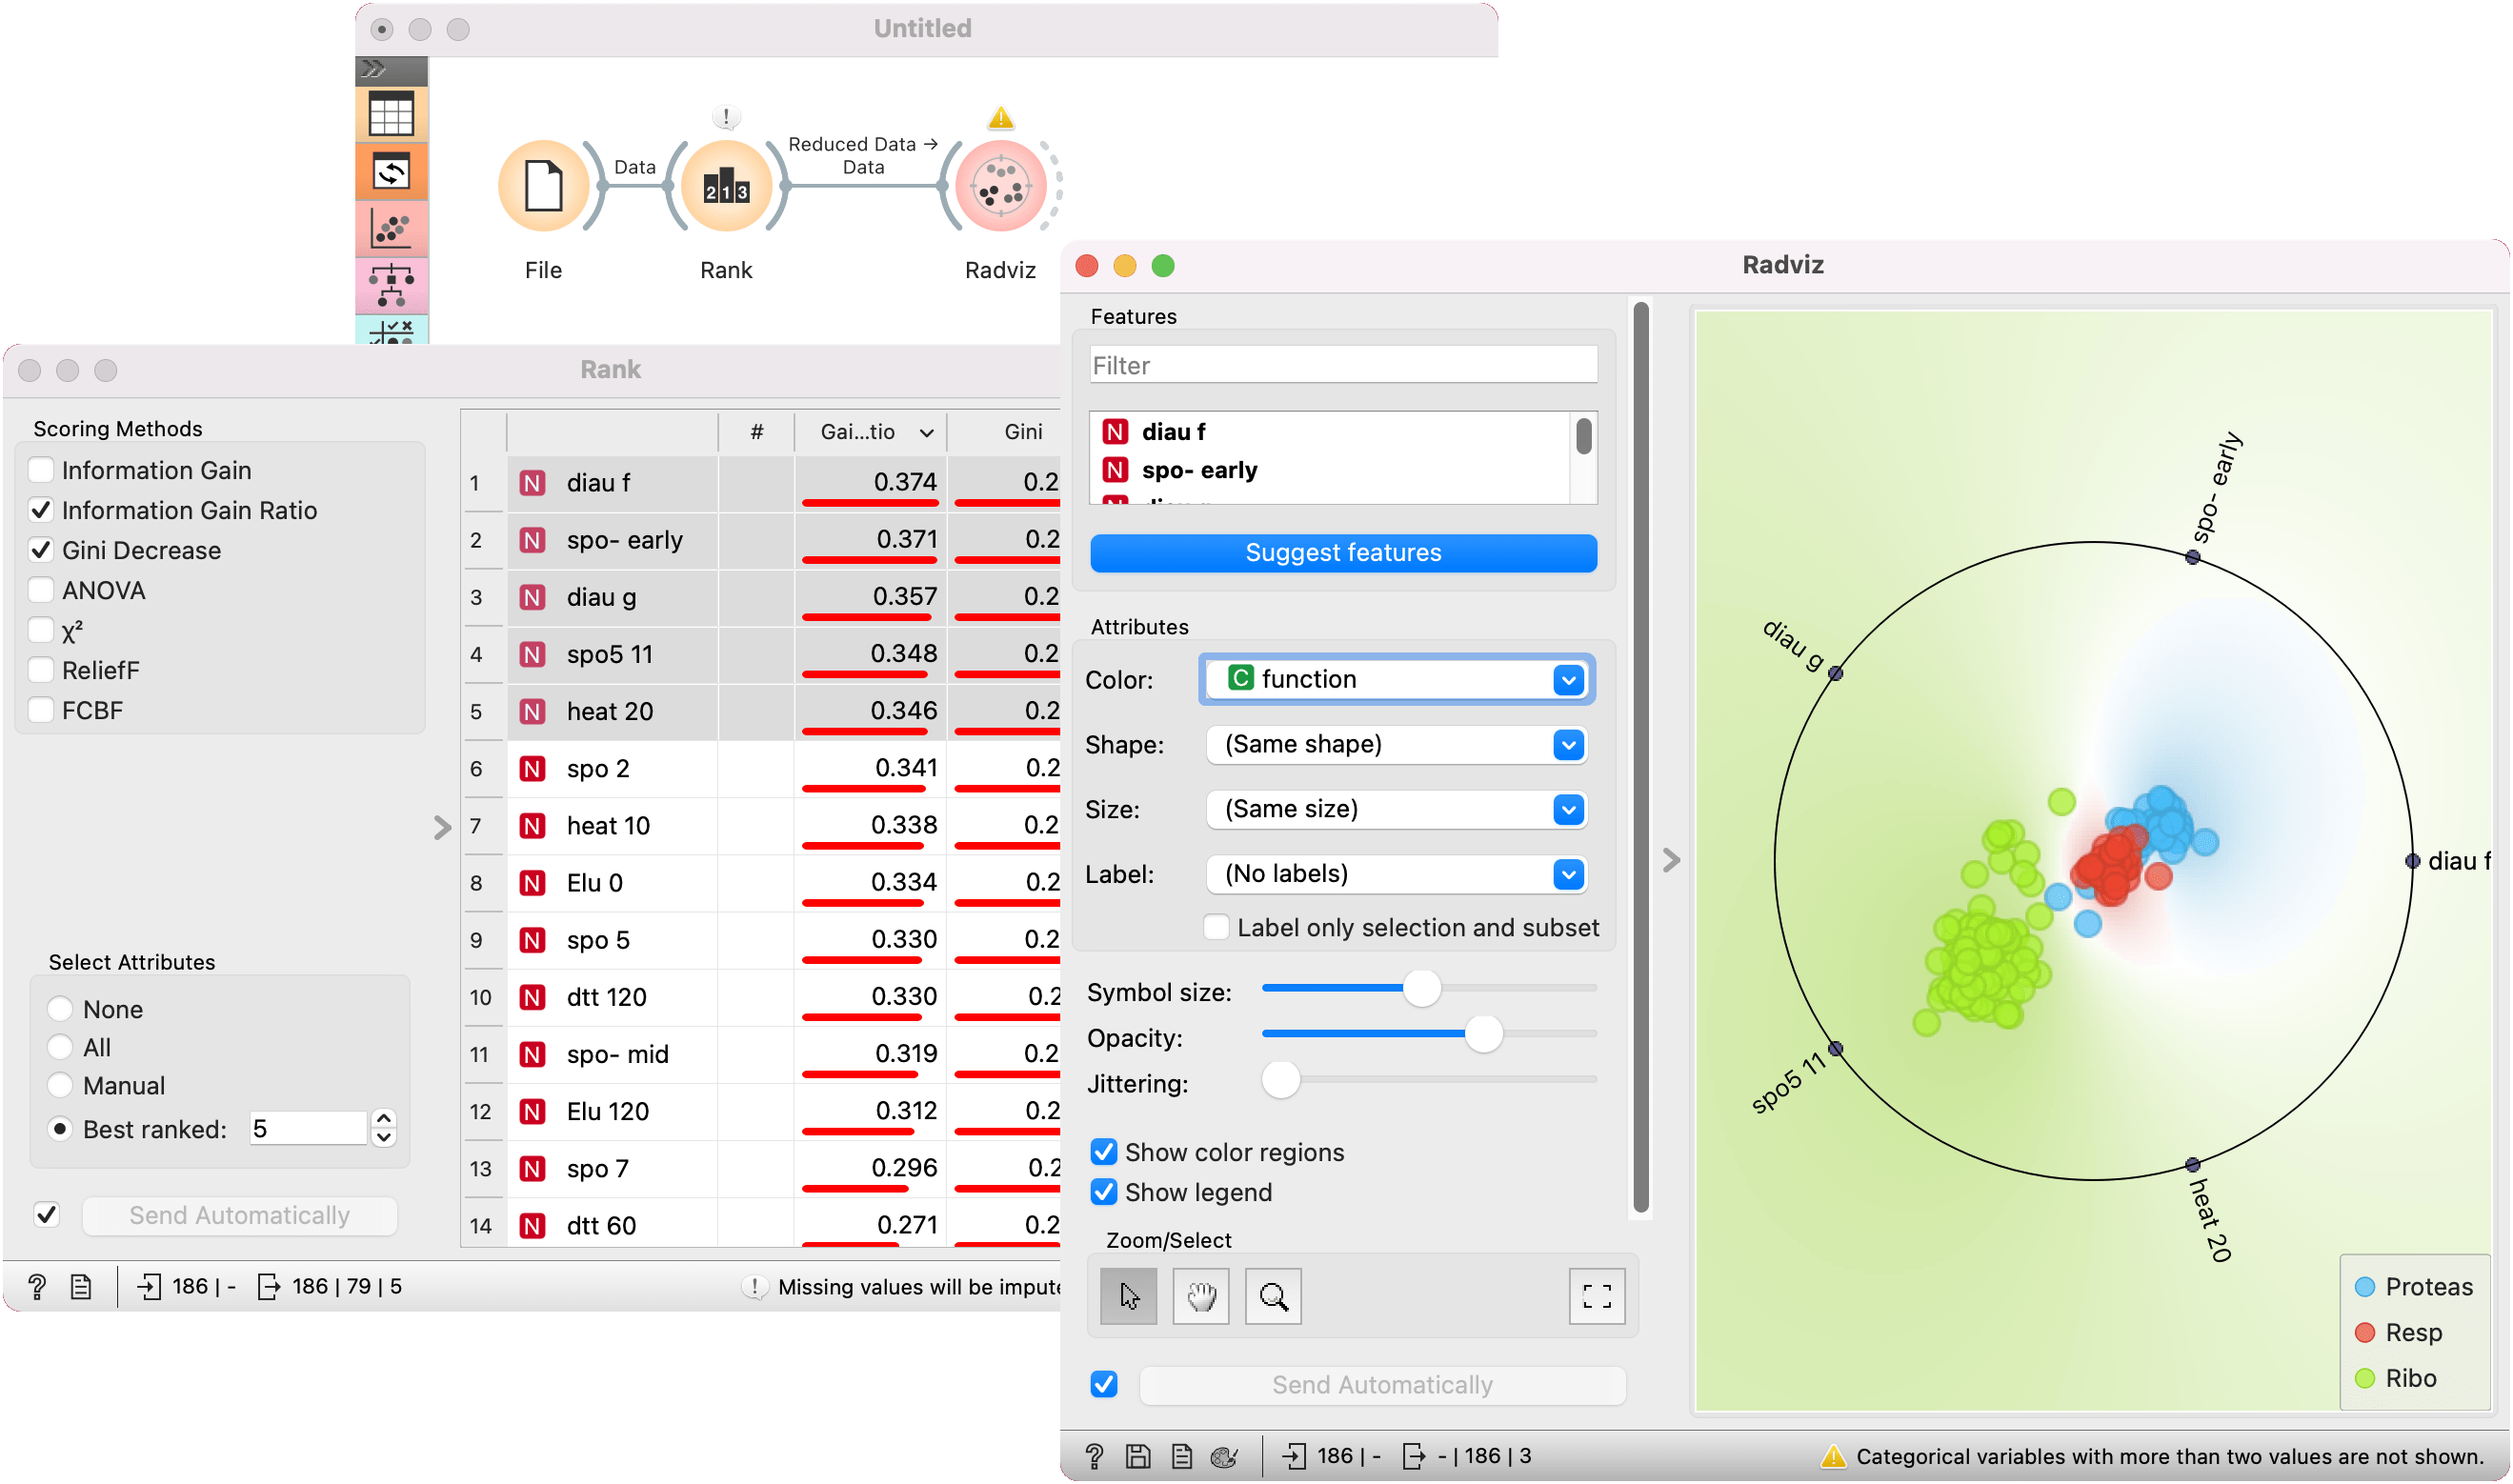 Untitled
Data
Reduced Data →
Data
File
Rank
Radviz
Rank
Scoring Methods
Information Gain
Information Gain Ratio
Gini Decrease
ANOVA
χ²
ReliefF
FCBF
Select Attributes
None
All
Manual
Best ranked: 5
Send Automatically
# Gai...tio Gini
1 N diau f 0.374 0.2
2 N spo- early 0.371 0.2
3 N diau g 0.357 0.2
4 N spo5 11 0.348 0.2
5 N heat 20 0.346 0.2
6 N spo 2 0.341 0.2
7 N heat 10 0.338 0.2
8 N Elu 0 0.334 0.2
9 N spo 5 0.330 0.2
10 N dtt 120 0.330 0.2
11 N spo- mid 0.319 0.2
12 N Elu 120 0.312 0.2
13 N spo 7 0.296 0.2
14 N dtt 60 0.271 0.2
? 186 | - 186 | 79 | 5
Missing values will be impute
Radviz
Features
Filter
N diau f
N spo- early
Suggest features
Attributes
Color: C function
Shape: (Same shape)
Size: (Same size)
Label: (No labels)
Label only selection and subset
Symbol size:
Opacity:
Jittering:
Show color regions
Show legend
Zoom/Select
Send Automatically
spo- early
diau g
diau f
spo5 11
heat 20
Proteas
Resp
Ribo
? 186 | - - | 186 | 3
Categorical variables with more than two values are not shown.